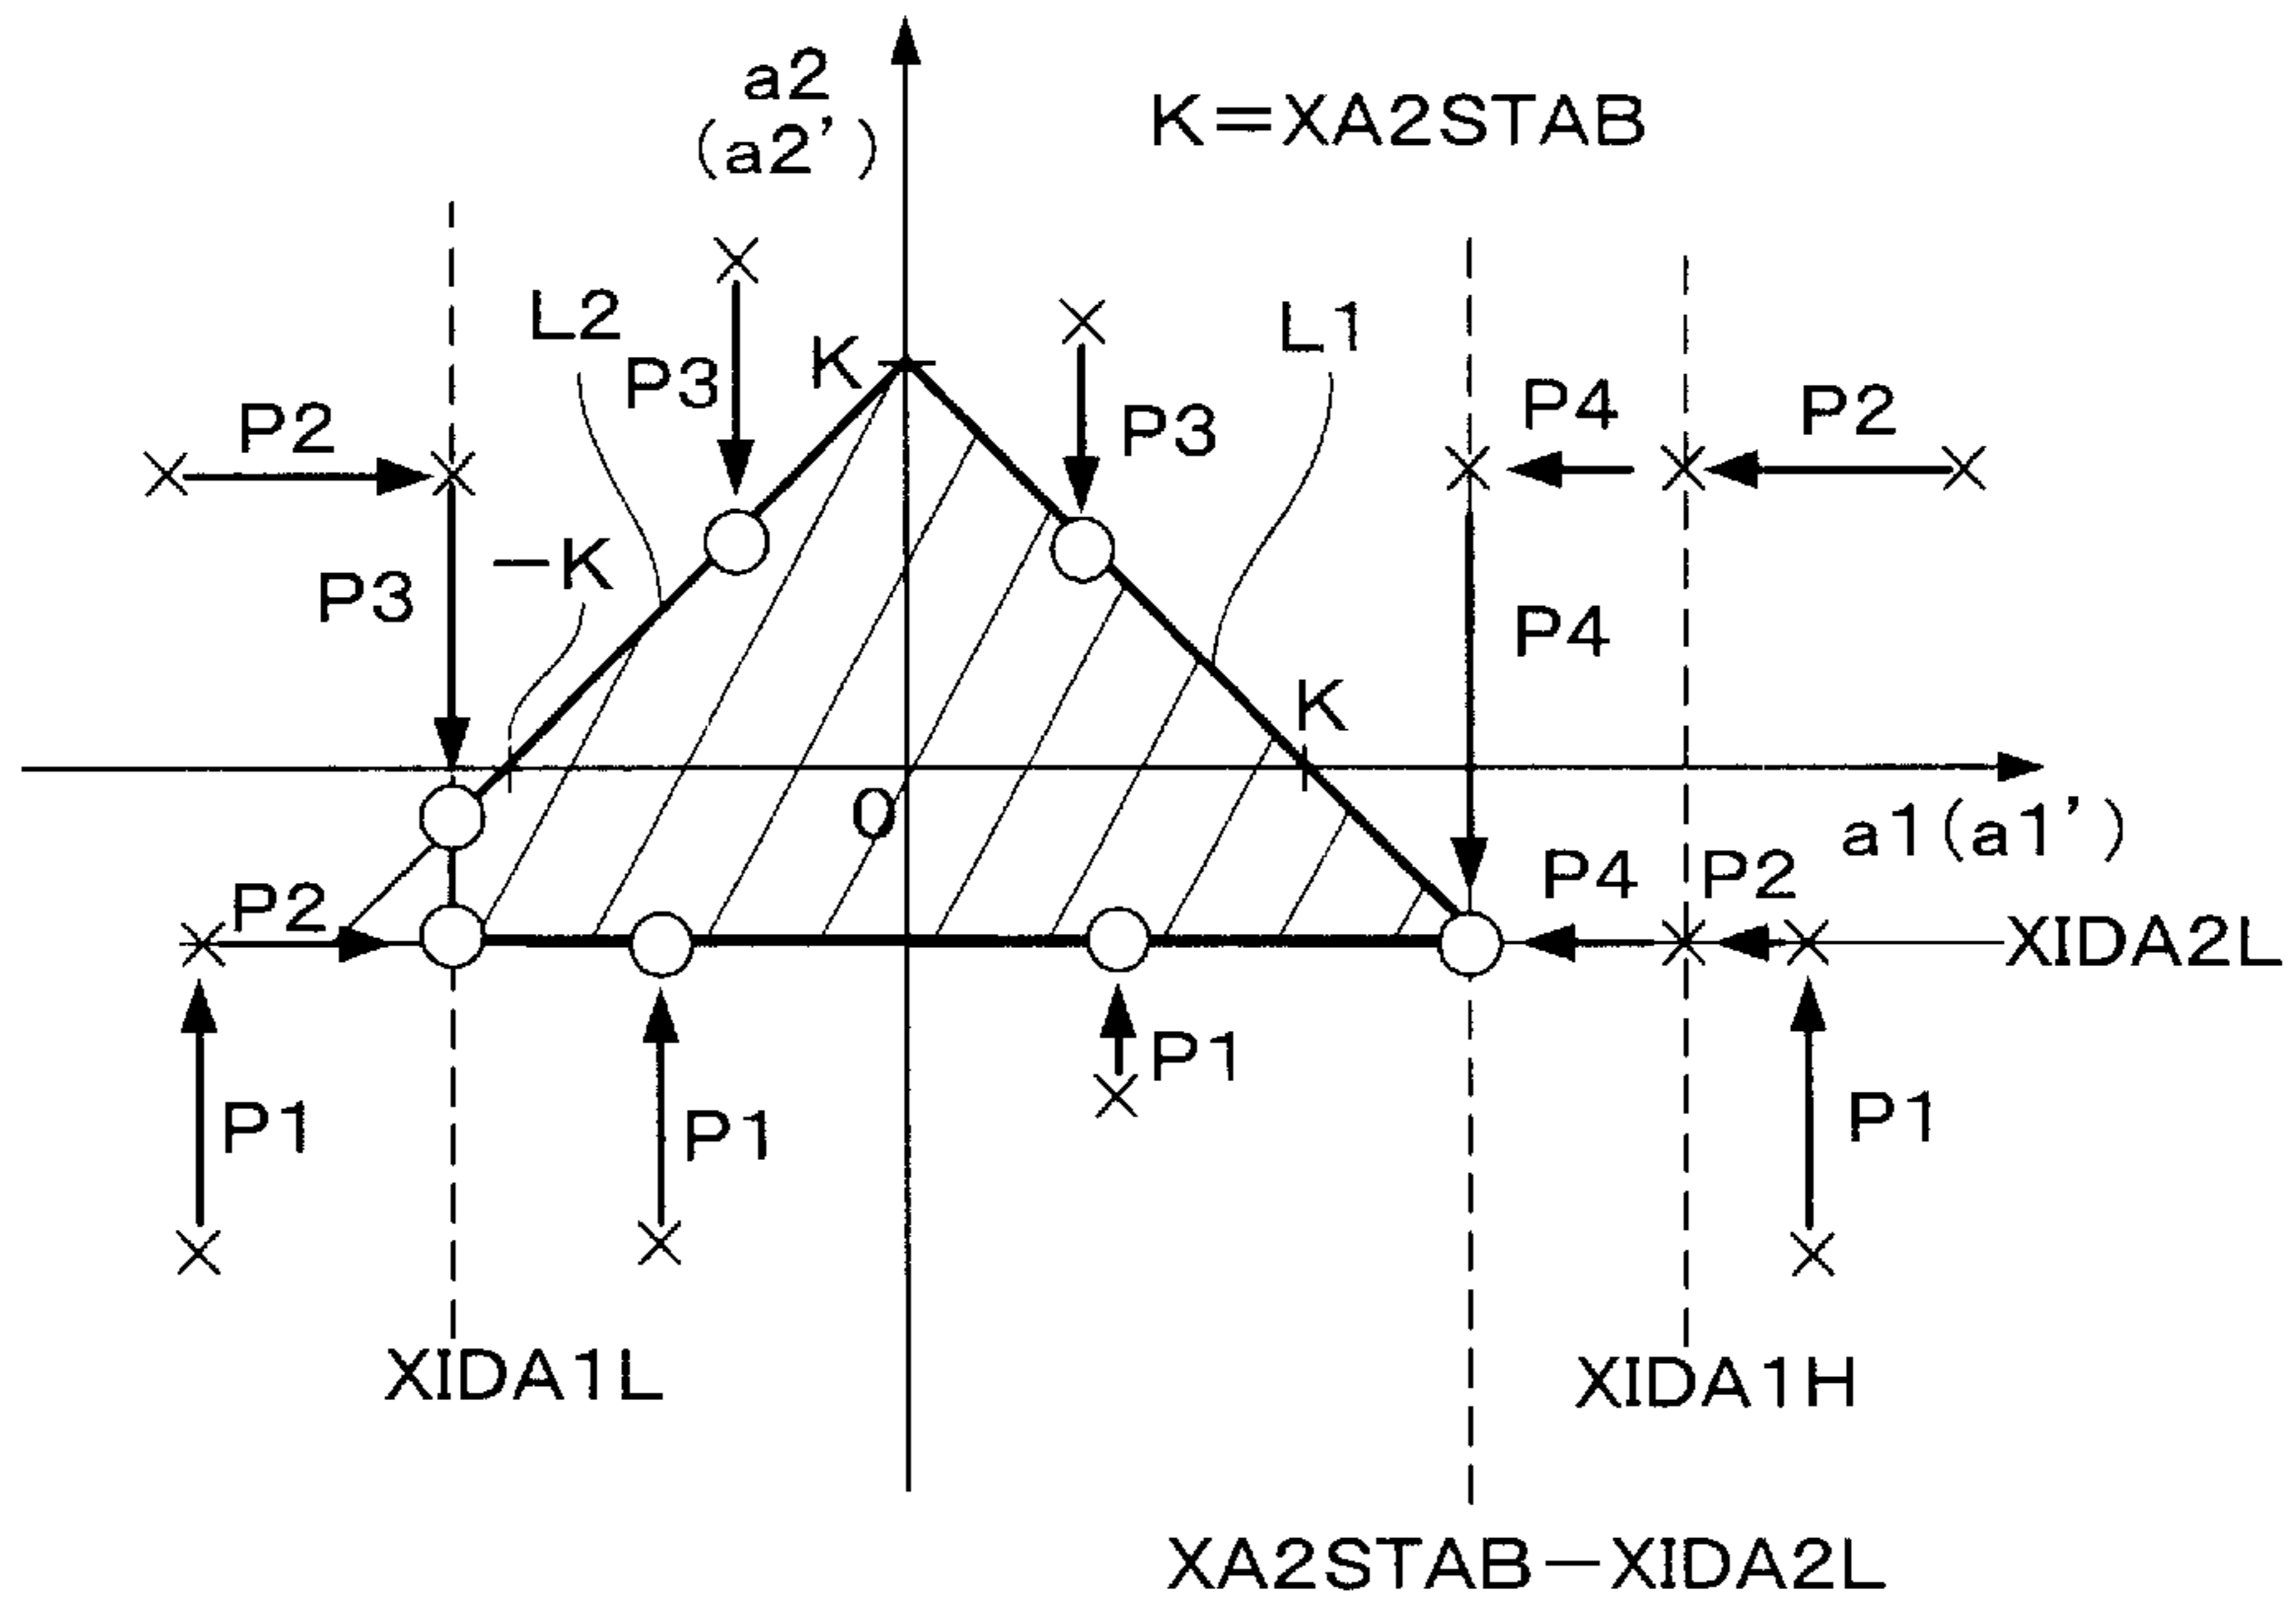 a2
(a2')
K=XA2STAB
L2
L1
P3
K
P4
P2
P2
P3
-K
P3
P4
K
O
a1(a1')
P2
P4
P2
XIDA2L
P1
P1
P1
P1
XIDA1L
XIDA1H
XA2STAB-XIDA2L